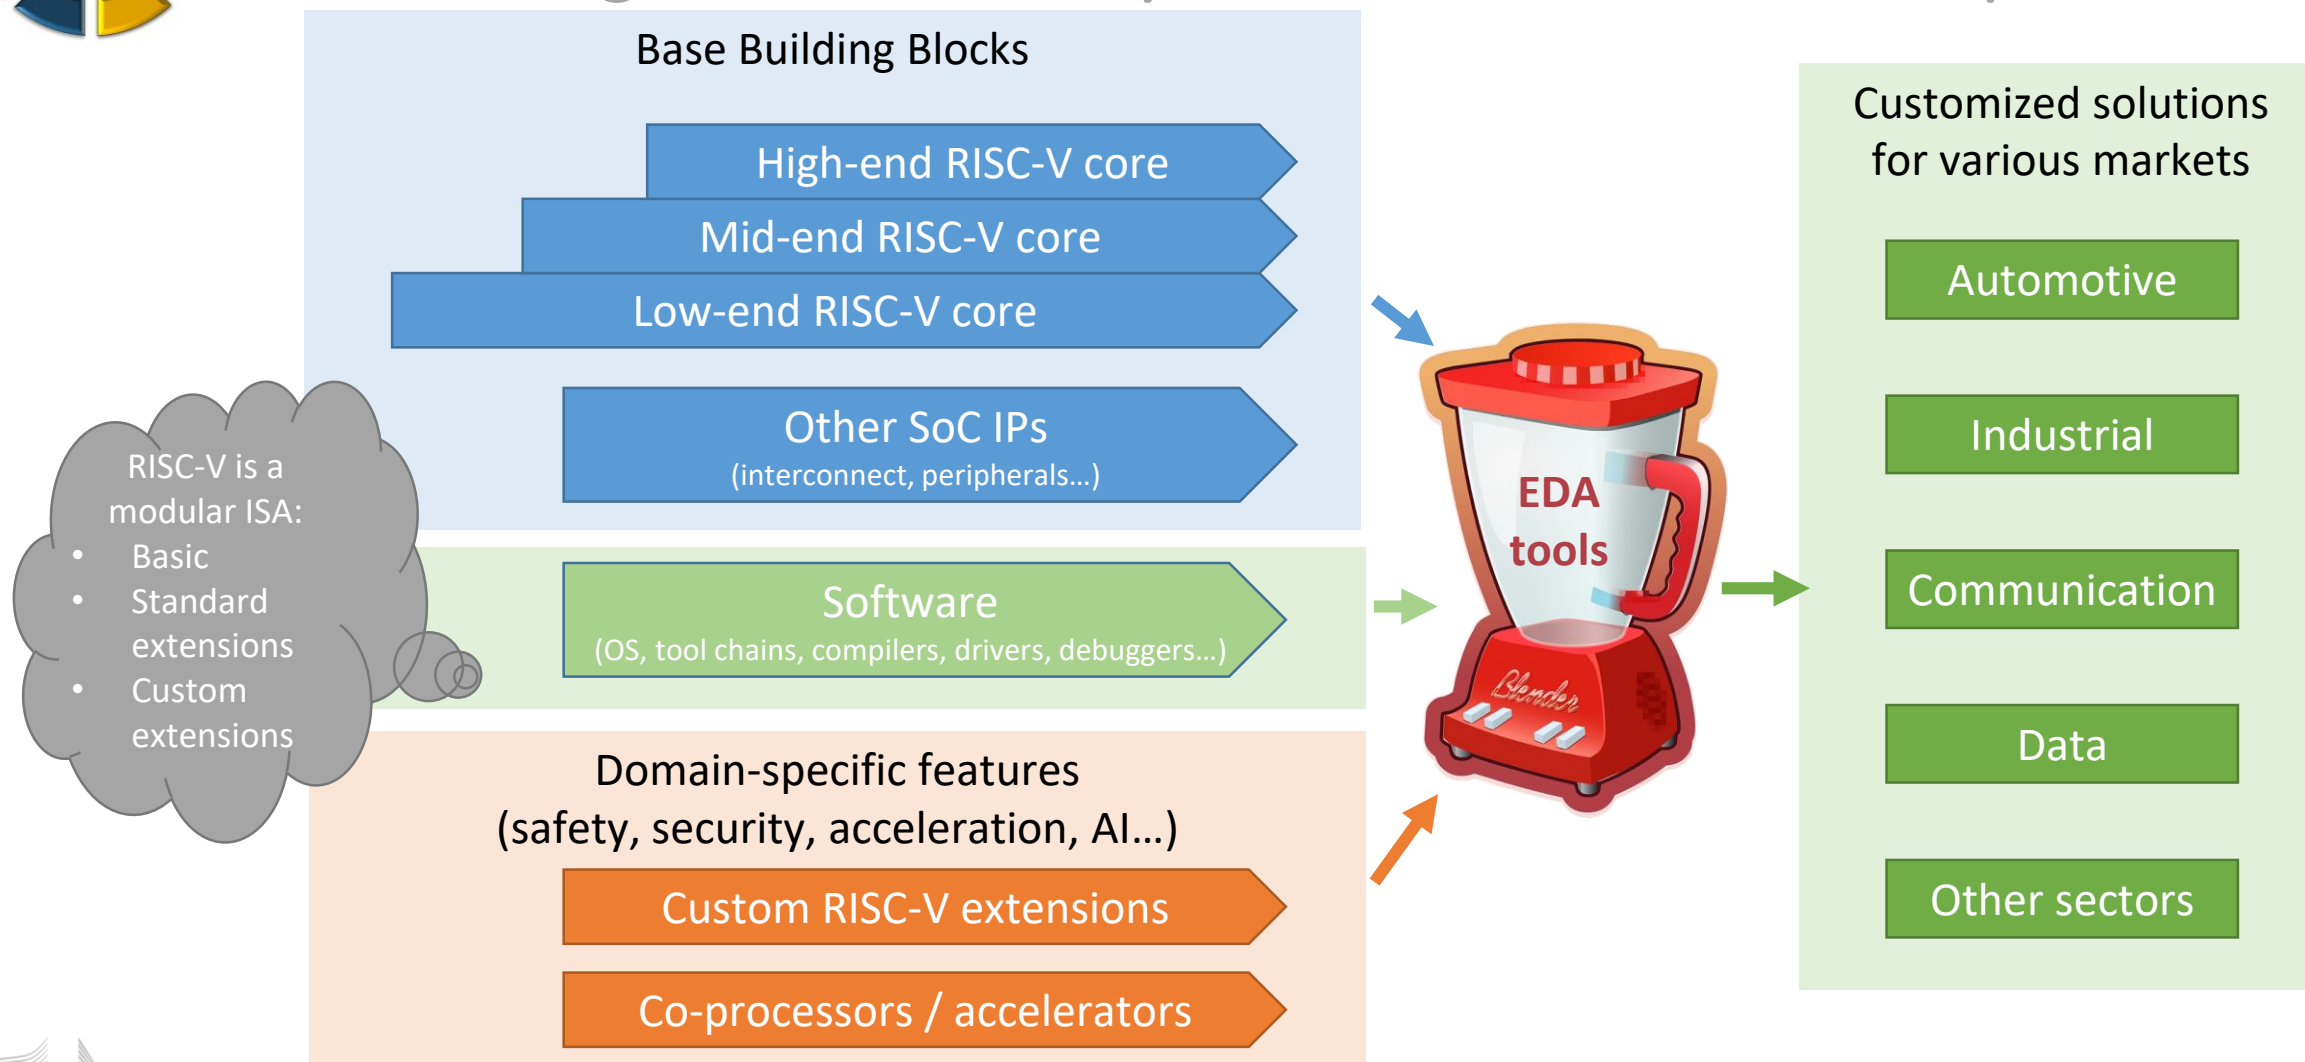 Base Building Blocks
High-end RISC-V core
Mid-end RISC-V core
Low-end RISC-V core
Other SoC IPs
(interconnect, peripherals...)
RISC-V is a
modular ISA:
• Basic
• Standard
extensions
• Custom
extensions
Software
(OS, tool chains, compilers, drivers, debuggers...)
Domain-specific features
(safety, security, acceleration, AI...)
Custom RISC-V extensions
Co-processors / accelerators
EDA
tools
Blender
Customized solutions
for various markets
Automotive
Industrial
Communication
Data
Other sectors